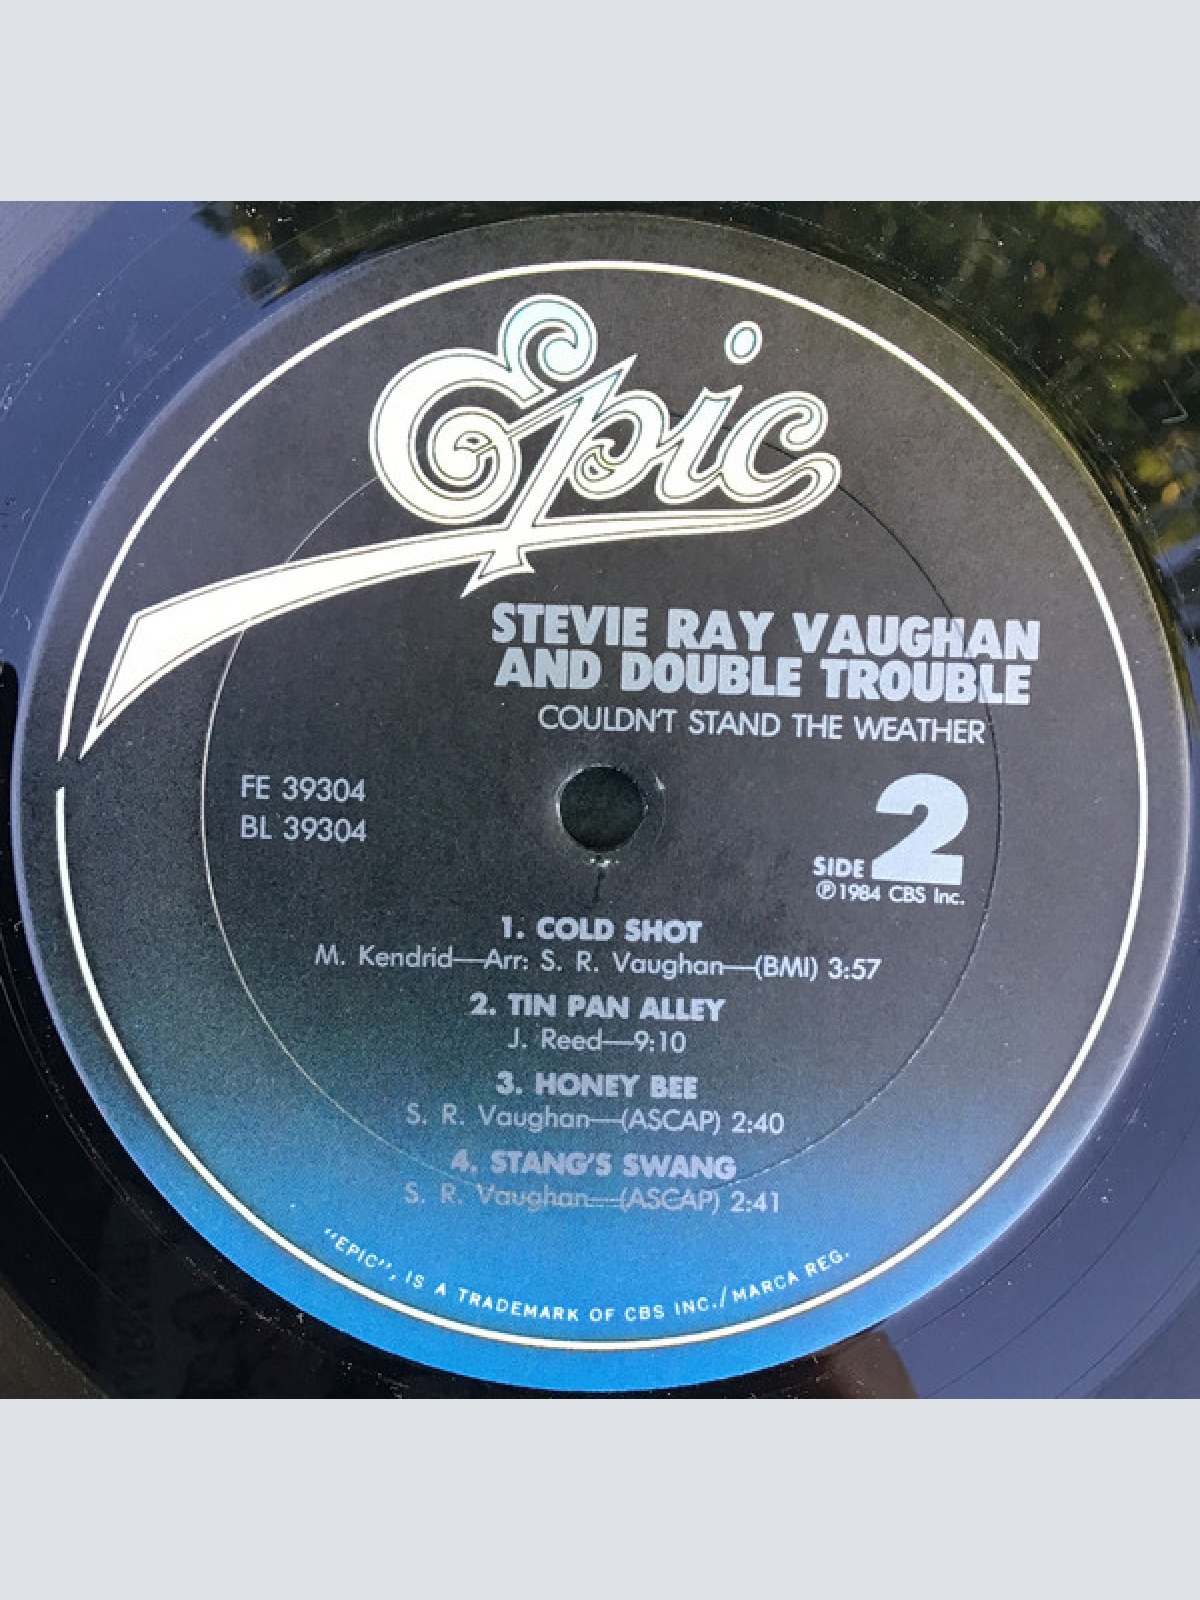 Epic
STEVIE RAY VAUGHAN
AND DOUBLE TROUBLE
COULDN'T STAND THE WEATHER
FE 39304
BL 39304
SIDE 2
℗ 1984 CBS Inc.
1. COLD SHOT
M. Kendrid—Arr: S. R. Vaughan—(BMI) 3:57
2. TIN PAN ALLEY
J. Reed—9:10
3. HONEY BEE
S. R. Vaughan—(ASCAP) 2:40
4. STANG'S SWANG
S. R. Vaughan—(ASCAP) 2:41
"EPIC", IS A TRADEMARK OF CBS INC./MARCA REG.